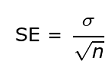 SE = σ / √n